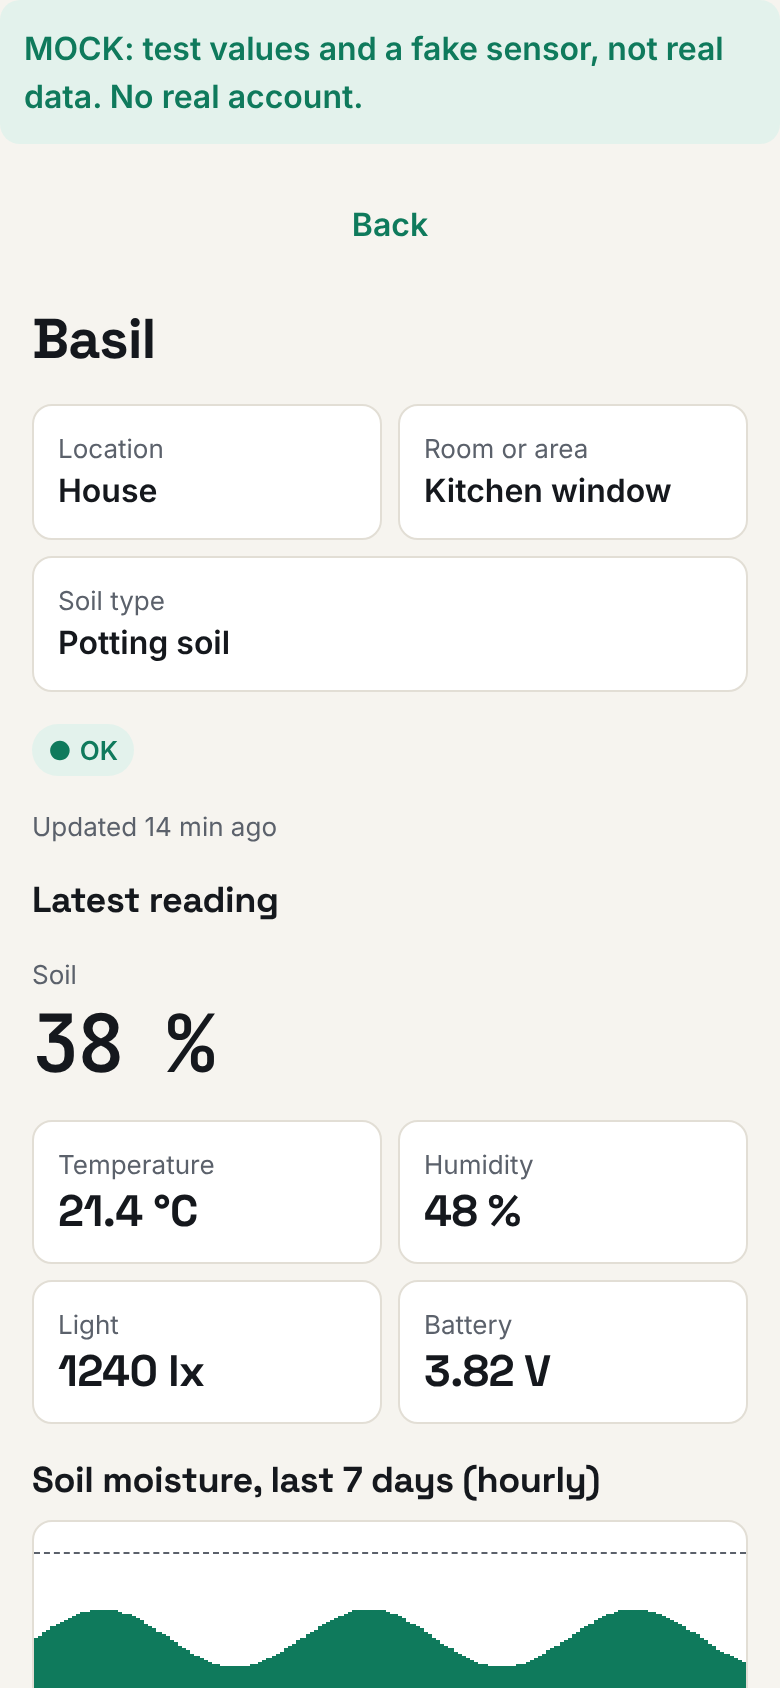 MOCK: test values and a fake sensor, not real
data. No real account.
Back
Basil
Location
House
Room or area
Kitchen window
Soil type
Potting soil
OK
Updated 14 min ago
Latest reading
Soil
38 %
Temperature
21.4 °C
Humidity
48 %
Light
1240 lx
Battery
3.82 V
Soil moisture, last 7 days (hourly)